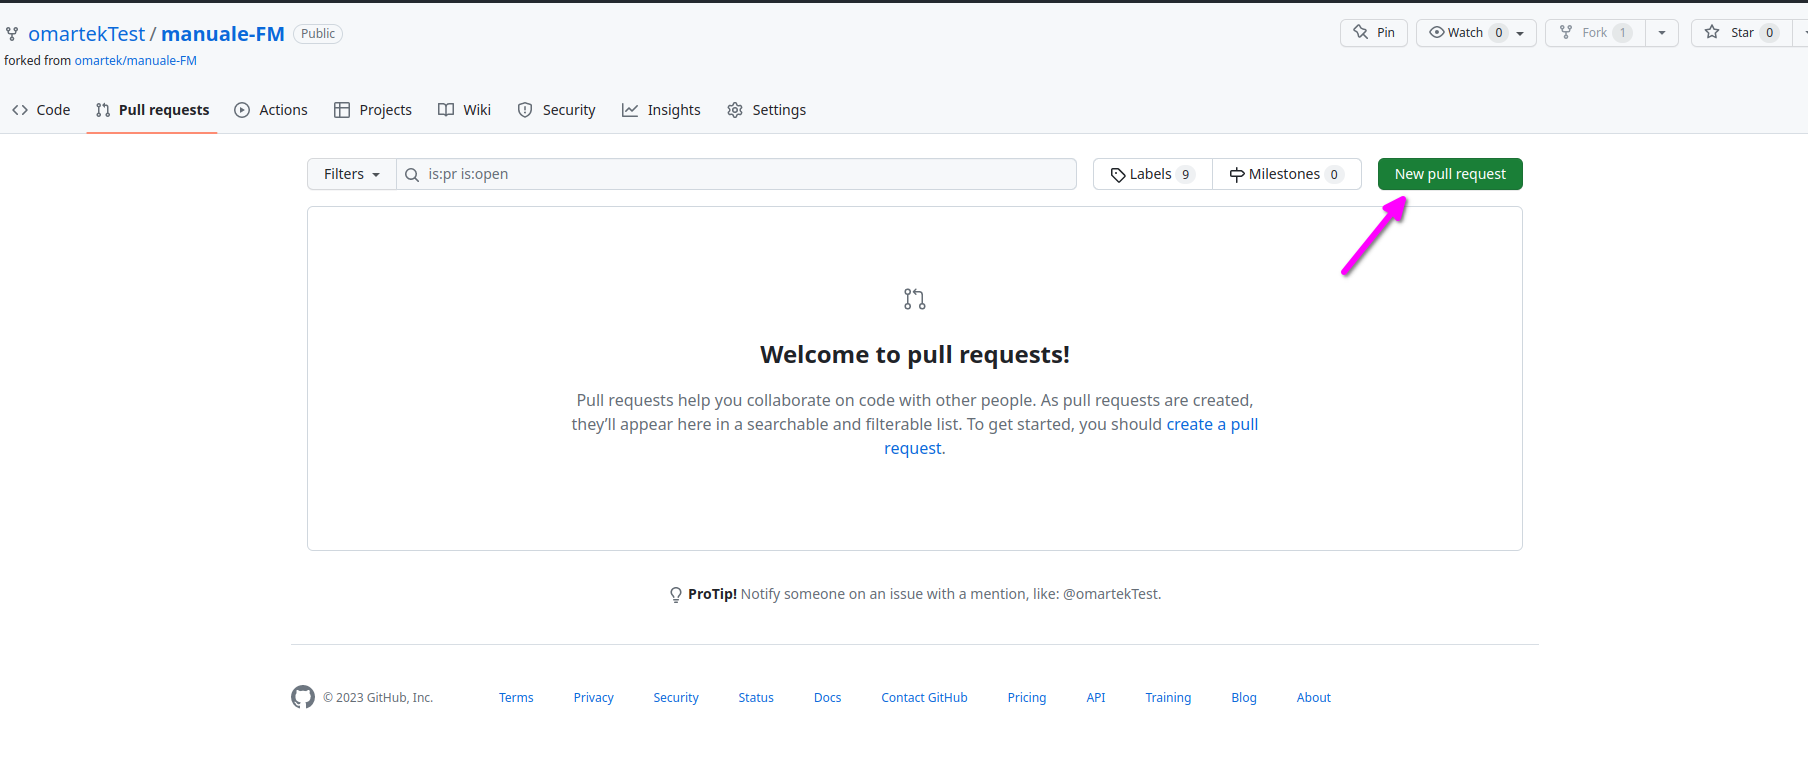 omartekTest / manuale-FM Public
Pin Watch 0 Fork 1 Star 0
forked from omartek/manuale-FM
Code Pull requests Actions Projects Wiki Security Insights Settings
Filters is:pr is:open Labels 9 Milestones 0 New pull request
Welcome to pull requests!
Pull requests help you collaborate on code with other people. As pull requests are created,
they’ll appear here in a searchable and filterable list. To get started, you should create a pull
request.
ProTip! Notify someone on an issue with a mention, like: @omartekTest.
© 2023 GitHub, Inc. Terms Privacy Security Status Docs Contact GitHub Pricing API Training Blog About